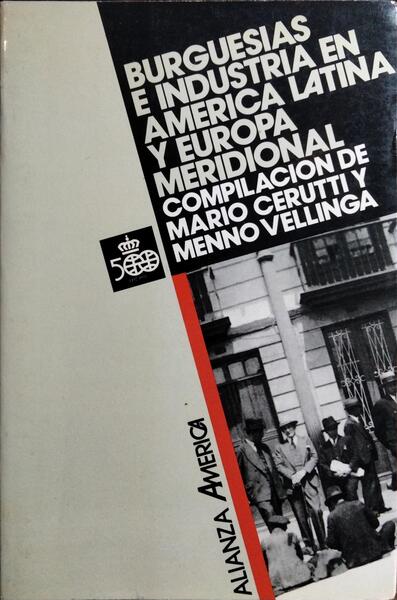 BURGUESIAS
E INDUSTRIA EN
AMERICA LATINA
Y EUROPA
MERIDIONAL
COMPILACION DE
MARIO CERUTTI Y
MENNO VELLINGA
500
ALIANZA AMERICA